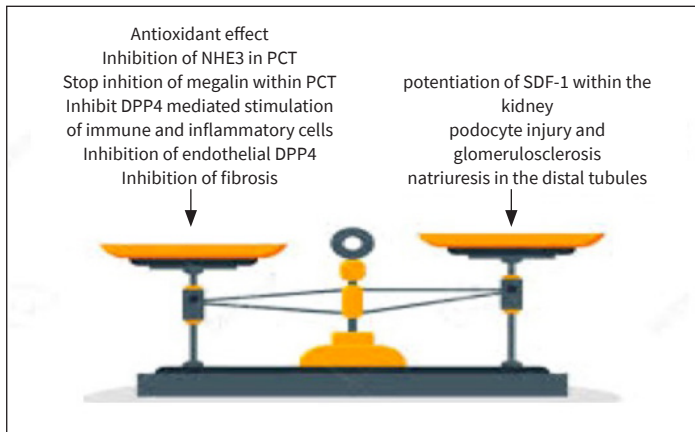 Antioxidant effect
Inhibition of NHE3 in PCT
Stop inhition of megalin within PCT
Inhibit DPP4 mediated stimulation
of immune and inflammatory cells
Inhibition of endothelial DPP4
Inhibition of fibrosis
potentiation of SDF-1 within the
kidney
podocyte injury and
glomerulosclerosis
natriuresis in the distal tubules